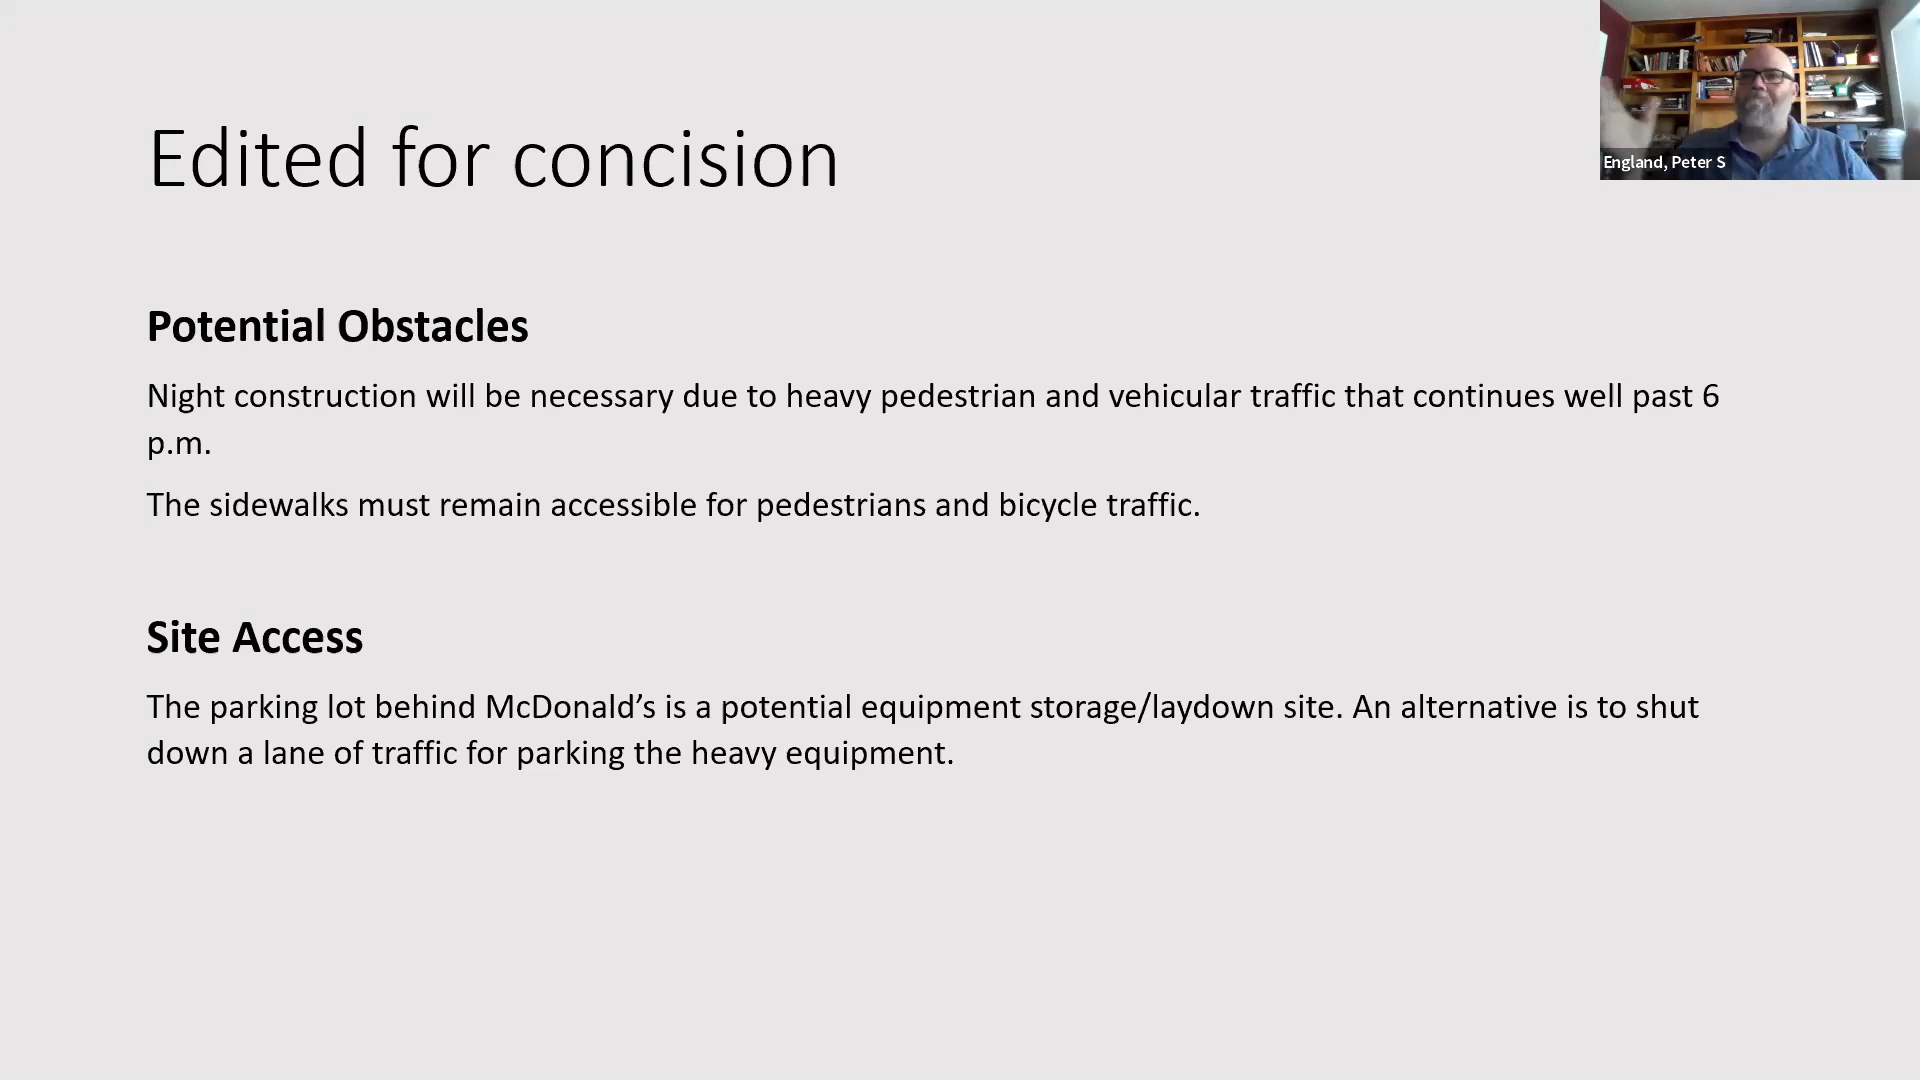 Edited for concision
England, Peter S
Potential Obstacles
Night construction will be necessary due to heavy pedestrian and vehicular traffic that continues well past 6
p.m.
The sidewalks must remain accessible for pedestrians and bicycle traffic.
Site Access
The parking lot behind McDonald’s is a potential equipment storage/laydown site. An alternative is to shut
down a lane of traffic for parking the heavy equipment.